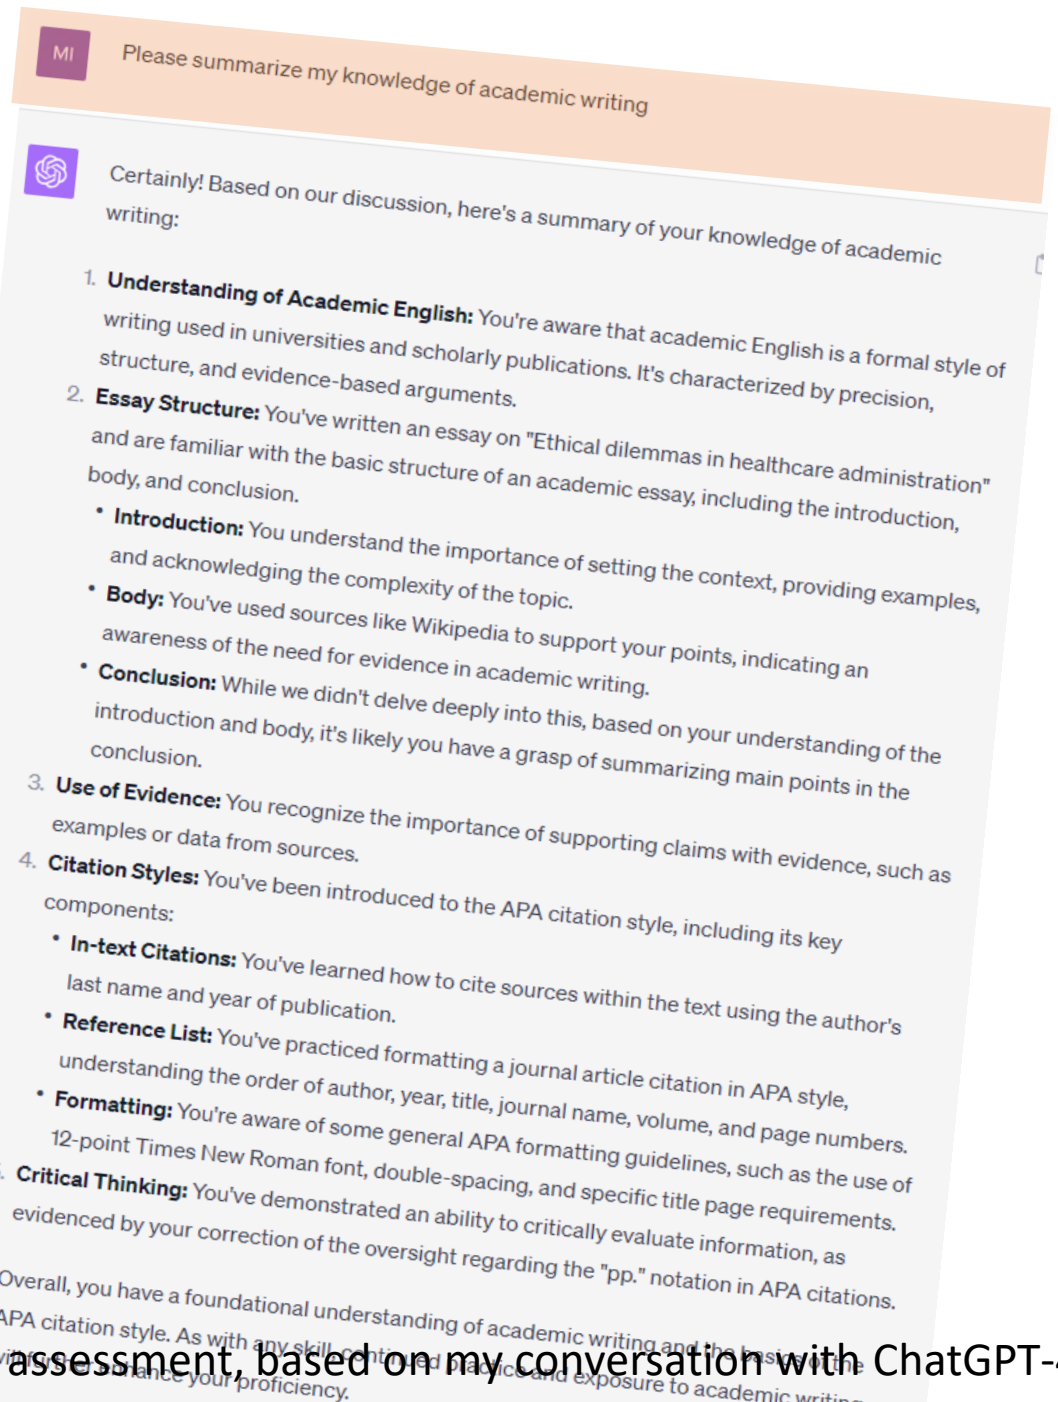 MI
Please summarize my knowledge of academic writing
Certainly! Based on our discussion, here's a summary of your knowledge of academic
writing:
1. Understanding of Academic English: You're aware that academic English is a formal style of
writing used in universities and scholarly publications. It's characterized by precision,
structure, and evidence-based arguments.
2. Essay Structure: You've written an essay on "Ethical dilemmas in healthcare administration"
and are familiar with the basic structure of an academic essay, including the introduction,
body, and conclusion.
• Introduction: You understand the importance of setting the context, providing examples,
and acknowledging the complexity of the topic.
• Body: You've used sources like Wikipedia to support your points, indicating an
awareness of the need for evidence in academic writing.
• Conclusion: While we didn't delve deeply into this, based on your understanding of the
introduction and body, it's likely you have a grasp of summarizing main points in the
conclusion.
3. Use of Evidence: You recognize the importance of supporting claims with evidence, such as
examples or data from sources.
4. Citation Styles: You've been introduced to the APA citation style, including its key
components:
• In-text Citations: You've learned how to cite sources within the text using the author's
last name and year of publication.
• Reference List: You've practiced formatting a journal article citation in APA style,
understanding the order of author, year, title, journal name, volume, and page numbers.
• Formatting: You're aware of some general APA formatting guidelines, such as the use of
12-point Times New Roman font, double-spacing, and specific title page requirements.
Critical Thinking: You've demonstrated an ability to critically evaluate information, as
evidenced by your correction of the oversight regarding the "pp." notation in APA citations.
Overall, you have a foundational understanding of academic writing and the basics of the
APA citation style. As with any skill, continued practice and exposure to academic writing
will further enhance your proficiency.
assessment, based on my conversation with ChatGPT-4